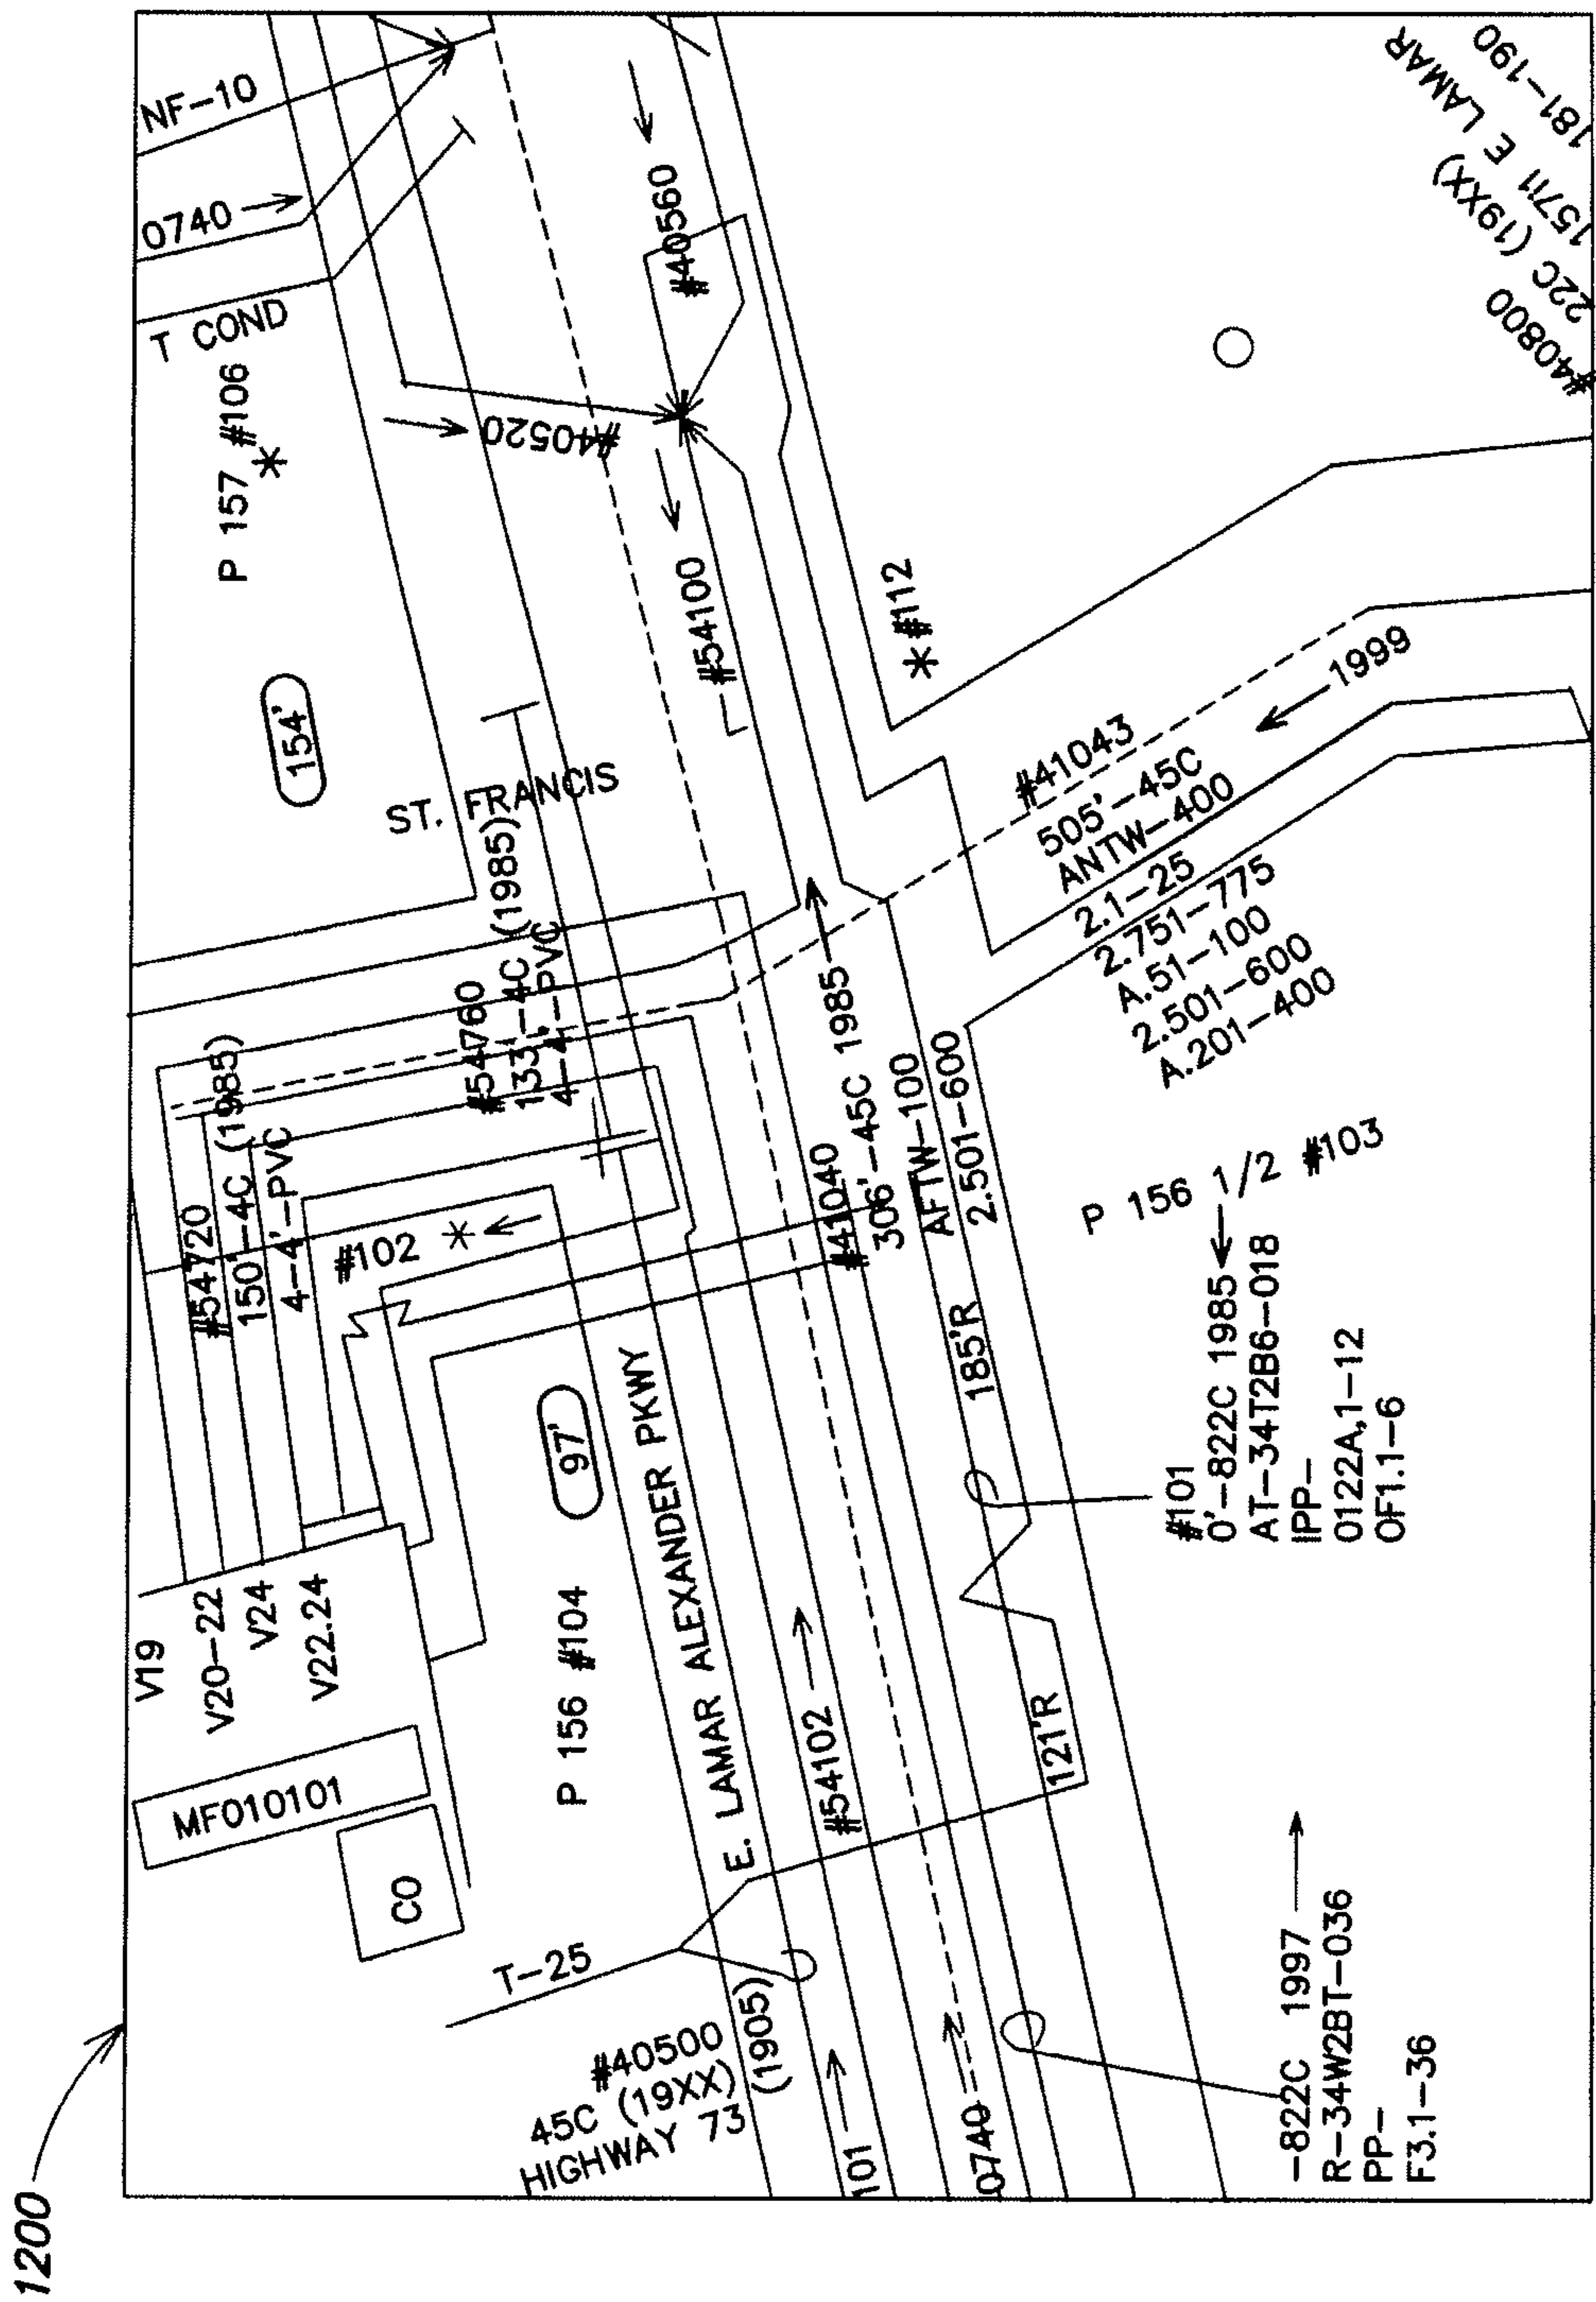 1200
NF-10
0740
T COND
P 157 #106
#40520
#40560
#54100
154'
ST. FRANCIS
#112
#40800
22C (19XX)
15711 E LAMAR
181-190
V19
V20-22
V24
V22.24
#54720
150'-4C (1985)
4-4'-PVC
#54760
133'-4C (1985)
4-4'-PVC
#102
MF010101
CO
P 156 #104
97'
E. LAMAR ALEXANDER PKWY
#54102
T-25
#40500
45C (19XX)
HIGHWAY 73
(1905)
101
0740
#41040
306'-45C 1985
AFTW-100
2.501-600
185'R
121'R
#41043
505'-45C
ANTW-400
2.1-25
2.751-775
A.51-100
2.501-600
A.201-400
1999
P 156 1/2 #103
#101
0'-822C 1985
AT-34T2B6-018
IPP-
0122A,1-12
OF1.1-6
-822C 1997
R-34W2BT-036
PP-
F3.1-36